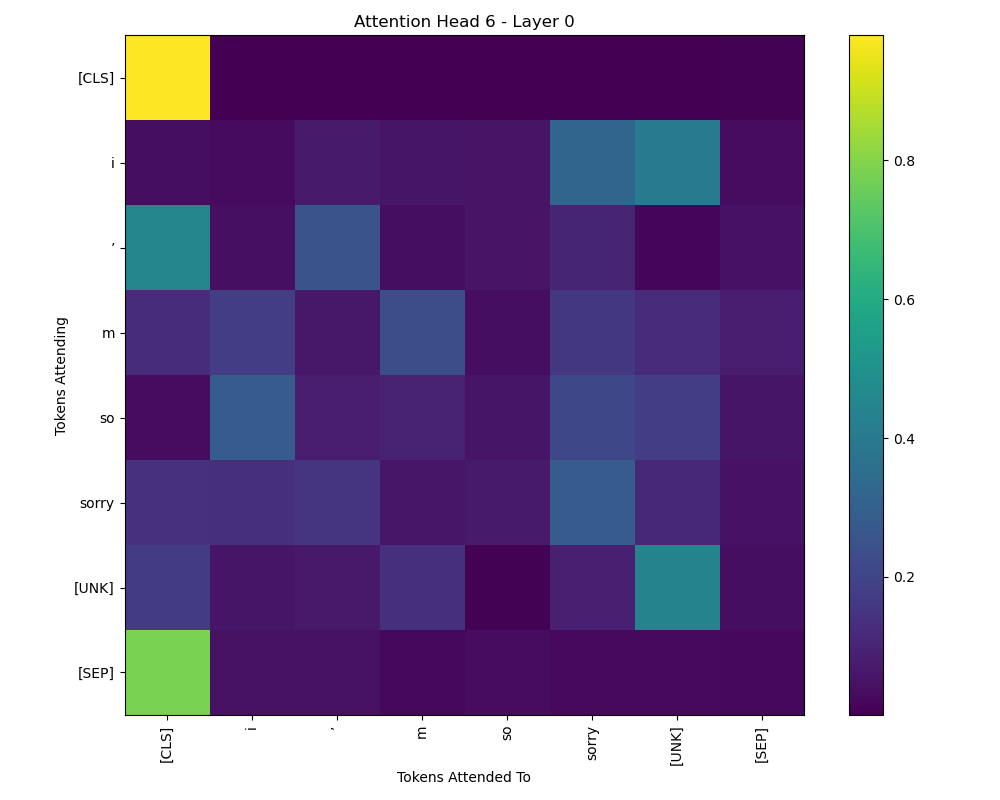 Attention Head 6 - Layer 0
Tokens Attending
[CLS]
i
’
m
so
sorry
[UNK]
[SEP]
[CLS]
i
’
m
so
sorry
[UNK]
[SEP]
Tokens Attended To
0.8
0.6
0.4
0.2